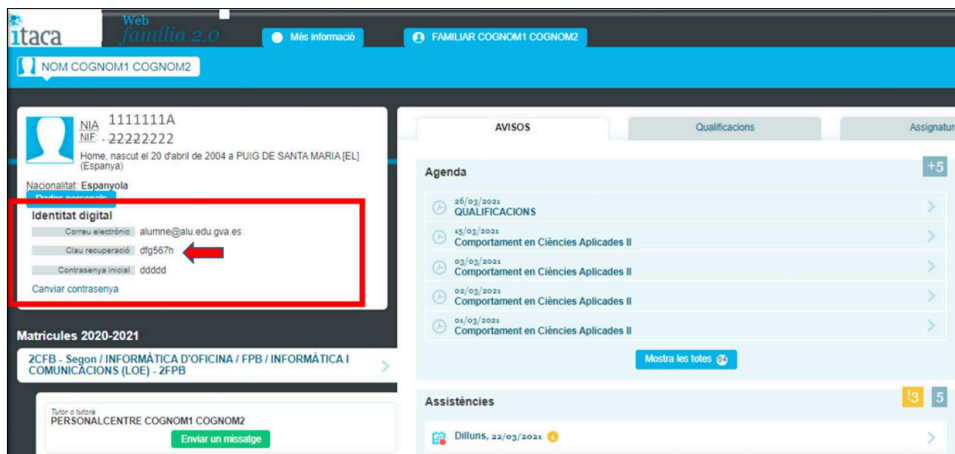 itaca
Web
família 2.0
Més informació
FAMILIAR COGNOM1 COGNOM2
NOM COGNOM1 COGNOM2
NIA 1111111A
NIF: - 22222222
Home, nascut el 20 d'abril de 2004 a PUIG DE SANTA MARIA [EL]
(Espanya)
Nacionalitat: Espanyola
Identitat digital
Correu electrònic alumne@alu.edu.gva.es
Clau recuperació dfg567h
Contrasenya inicial ddddd
Canviar contrasenya
Matrícules 2020-2021
2CFB - Segon / INFORMÀTICA D'OFICINA / FPB / INFORMÀTICA I
COMUNICACIONS (LOE) - 2FPB
Tutor o tutora
PERSONALCENTRE COGNOM1 COGNOM2
Enviar un missatge
AVISOS
Qualificacions
Assignatur
Agenda
+5
26/03/2021
QUALIFICACIONS
15/03/2021
Comportament en Ciències Aplicades II
03/03/2021
Comportament en Ciències Aplicades II
02/03/2021
Comportament en Ciències Aplicades II
01/03/2021
Comportament en Ciències Aplicades II
Mostra les totes 64
Assistències
!3 5
Dilluns, 22/03/2021